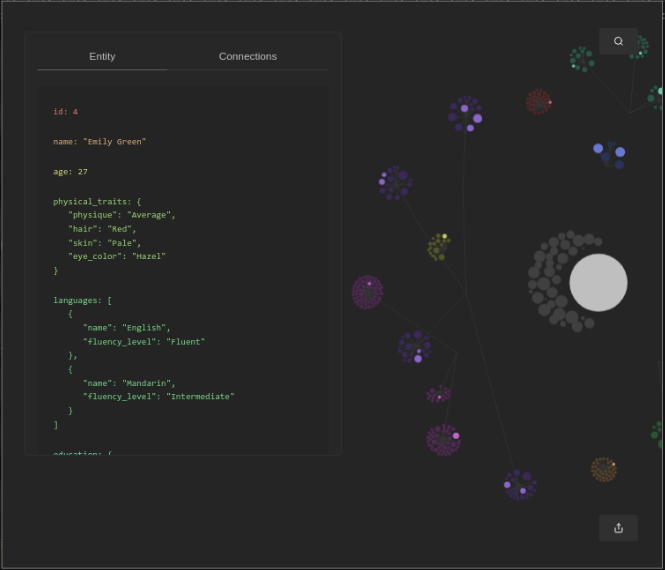 Entity Connections
id: 4
name: "Emily Green"
age: 27
physical_traits: {
"physique": "Average",
"hair": "Red",
"skin": "Pale",
"eye_color": "Hazel"
}
languages: [
{
"name": "English",
"fluency_level": "Fluent"
},
{
"name": "Mandarin",
"fluency_level": "Intermediate"
}
]
education: {